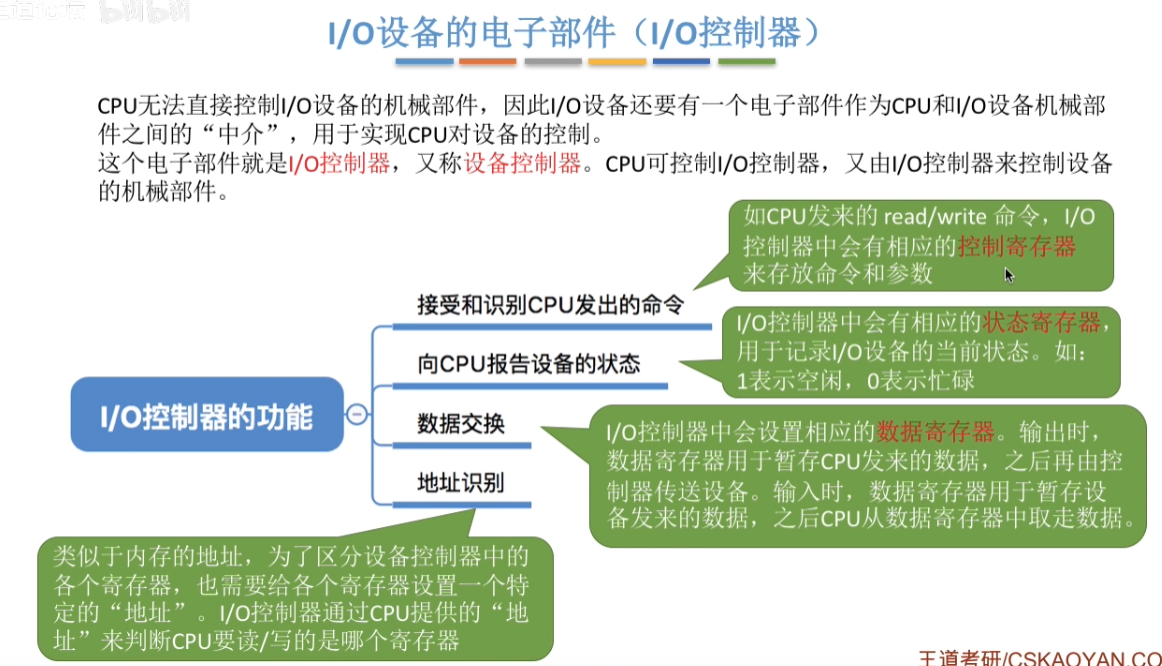 I/O设备的电子部件（I/O控制器）
CPU无法直接控制I/O设备的机械部件，因此I/O设备还要有一个电子部件作为CPU和I/O设备机械部
件之间的“中介”，用于实现CPU对设备的控制。
这个电子部件就是I/O控制器，又称设备控制器。CPU可控制I/O控制器，又由I/O控制器来控制设备
的机械部件。
如CPU发来的 read/write 命令，I/O
控制器中会有相应的控制寄存器
来存放命令和参数
接受和识别CPU发出的命令
I/O控制器中会有相应的状态寄存器，
用于记录I/O设备的当前状态。如：
1表示空闲，0表示忙碌
向CPU报告设备的状态
I/O控制器的功能
数据交换
I/O控制器中会设置相应的数据寄存器。输出时，
数据寄存器用于暂存CPU发来的数据，之后再由控
制器传送设备。输入时，数据寄存器用于暂存设
备发来的数据，之后CPU从数据寄存器中取走数据。
地址识别
类似于内存的地址，为了区分设备控制器中的
各个寄存器，也需要给各个寄存器设置一个特
定的“地址”。I/O控制器通过CPU提供的“地
址”来判断CPU要读/写的是哪个寄存器
王道考研/CSKAOYAN.CO